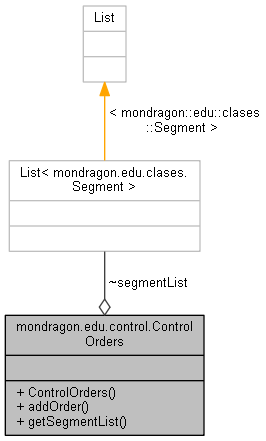 List
< mondragon::edu::clases
::Segment >
List< mondragon.edu.clases.
Segment >
~segmentList
mondragon.edu.control.Control
Orders
+ ControlOrders()
+ addOrder()
+ getSegmentList()